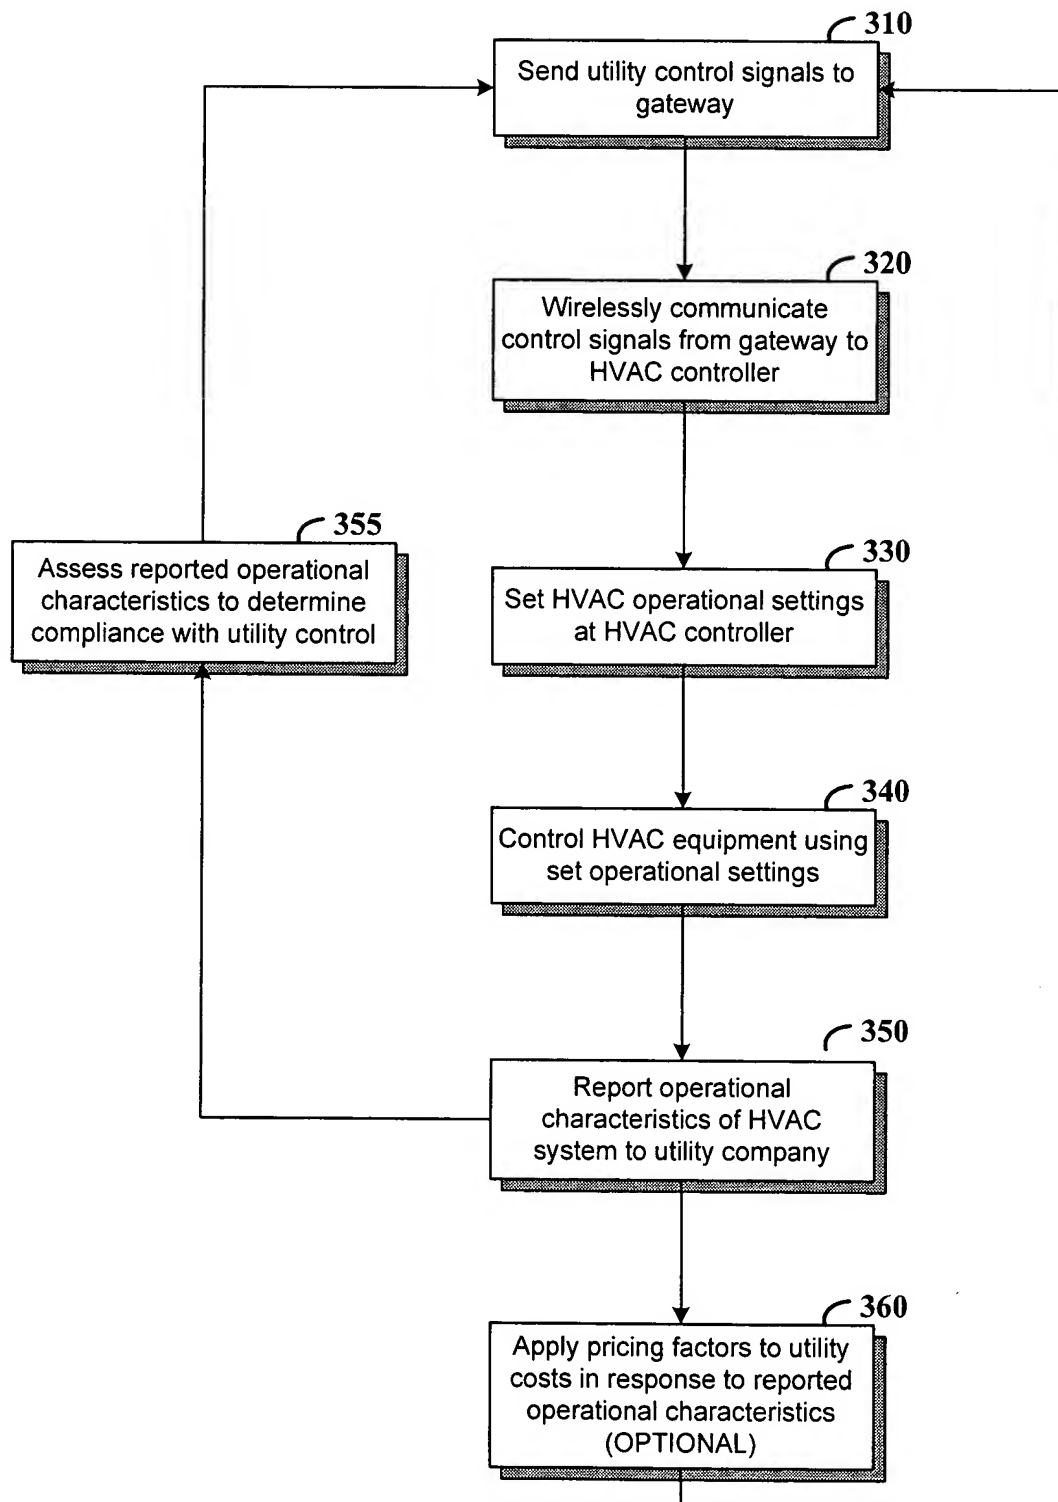 310
Send utility control signals to
gateway
320
Wirelessly communicate
control signals from gateway to
HVAC controller
355
Assess reported operational
characteristics to determine
compliance with utility control
330
Set HVAC operational settings
at HVAC controller
340
Control HVAC equipment using
set operational settings
350
Report operational
characteristics of HVAC
system to utility company
360
Apply pricing factors to utility
costs in response to reported
operational characteristics
(OPTIONAL)